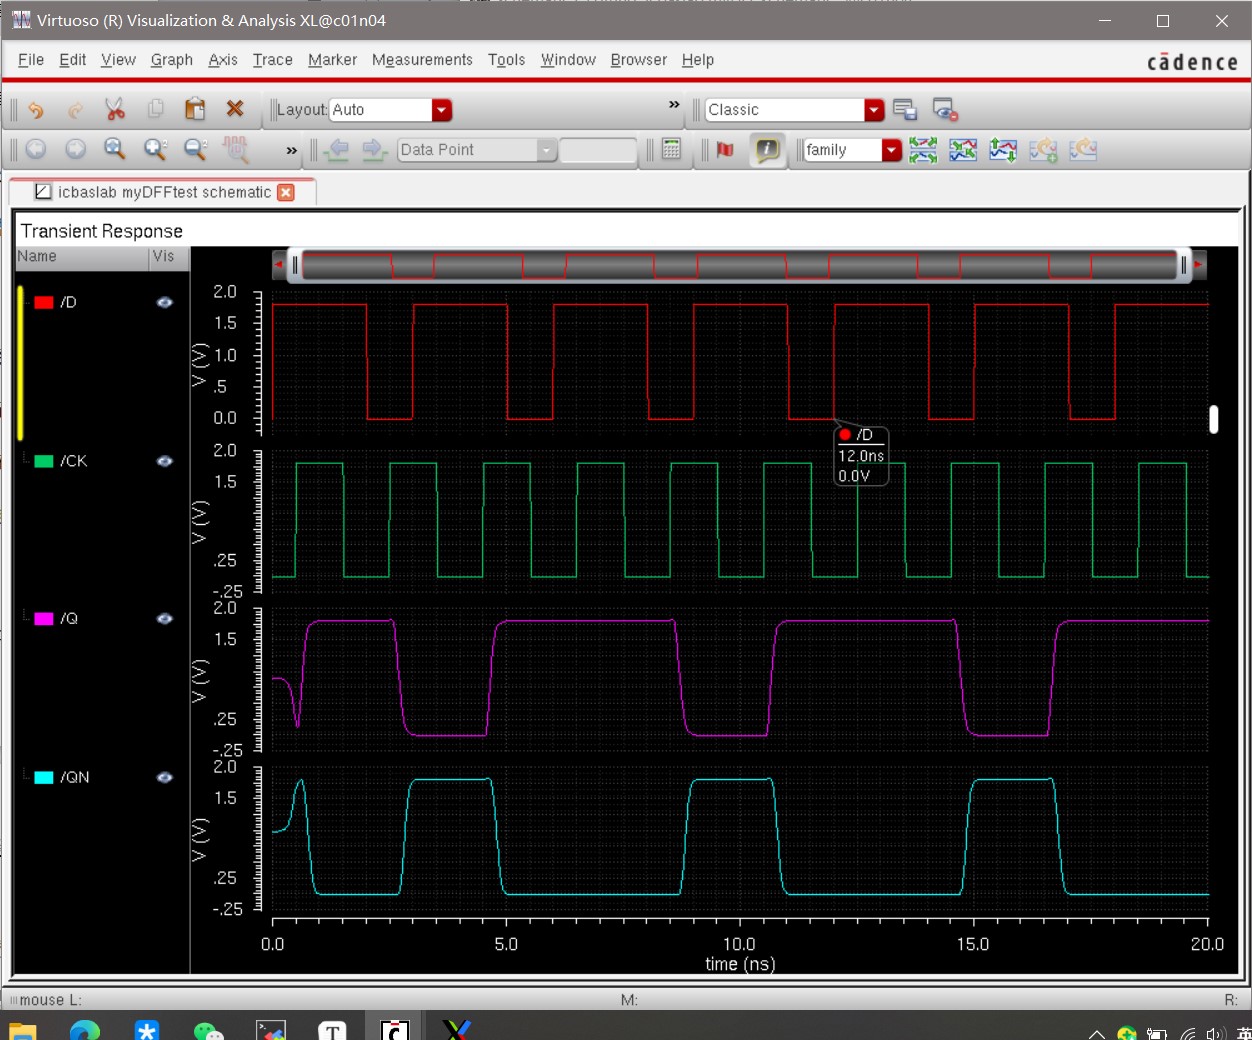 Virtuoso (R) Visualization & Analysis XL@c01n04
File Edit View Graph Axis Trace Marker Measurements Tools Window Browser Help
cādence
Layout: Auto
» Classic
» Data Point
family
icbaslab myDFFtest schematic
Transient Response
Name Vis
/D
2.0
1.5
1.0
.5
0.0
V (V)
/D
12.0ns
0.0V
/CK
2.0
1.5
.25
-.25
V (V)
/Q
2.0
1.5
.25
-.25
V (V)
/QN
2.0
1.5
.25
-.25
V (V)
0.0 5.0 10.0 15.0 20.0
time (ns)
mouse L: M: R:
英